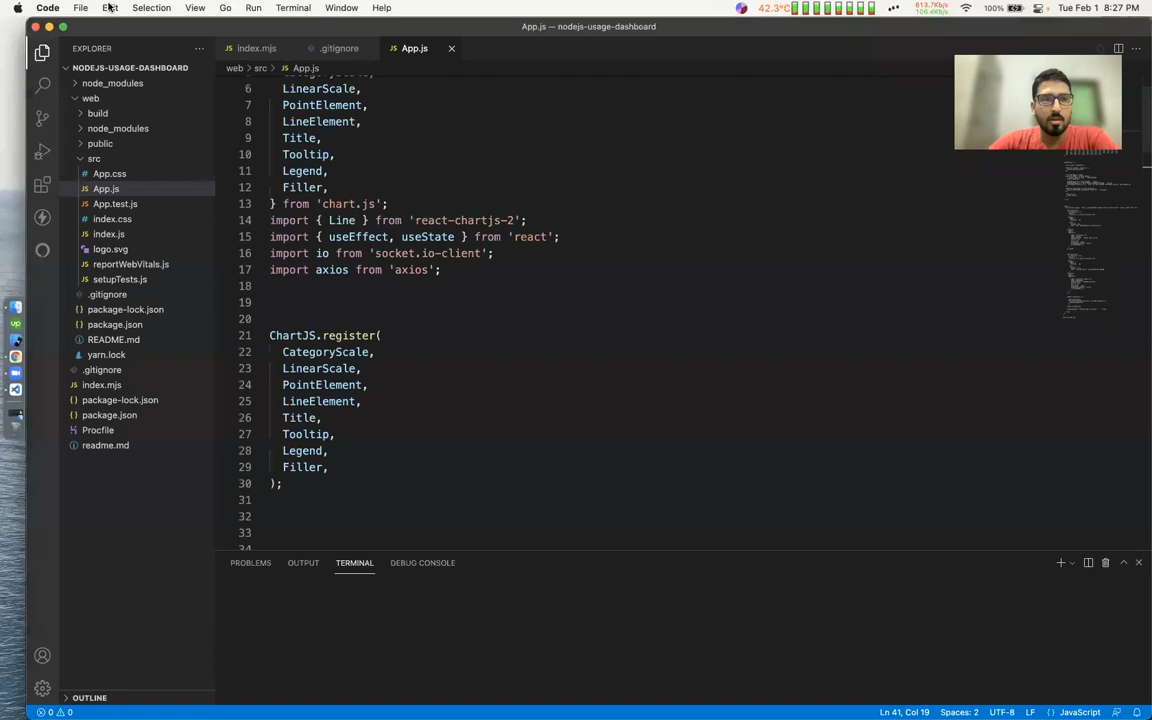 Code File Edit Selection View Go Run Terminal Window Help 42.3°C 613.7Kb/s 106.4Kb/s 100% Tue Feb 1 8:27 PM
App.js — nodejs-usage-dashboard
EXPLORER
index.mjs .gitignore App.js
NODEJS-USAGE-DASHBOARD
web > src > App.js
node_modules
web
build
node_modules
public
src
App.css
App.js
App.test.js
index.css
index.js
logo.svg
reportWebVitals.js
setupTests.js
.gitignore
package-lock.json
package.json
README.md
yarn.lock
.gitignore
index.mjs
package-lock.json
package.json
Procfile
readme.md
OUTLINE
CategoryScale,
6 LinearScale,
7 PointElement,
8 LineElement,
9 Title,
10 Tooltip,
11 Legend,
12 Filler,
13 } from 'chart.js';
14 import { Line } from 'react-chartjs-2';
15 import { useEffect, useState } from 'react';
16 import io from 'socket.io-client';
17 import axios from 'axios';
18
19
20
21 ChartJS.register(
22 CategoryScale,
23 LinearScale,
24 PointElement,
25 LineElement,
26 Title,
27 Tooltip,
28 Legend,
29 Filler,
30 );
31
32
33
34
PROBLEMS OUTPUT TERMINAL DEBUG CONSOLE
0 0 Ln 41, Col 19 Spaces: 2 UTF-8 LF {} JavaScript